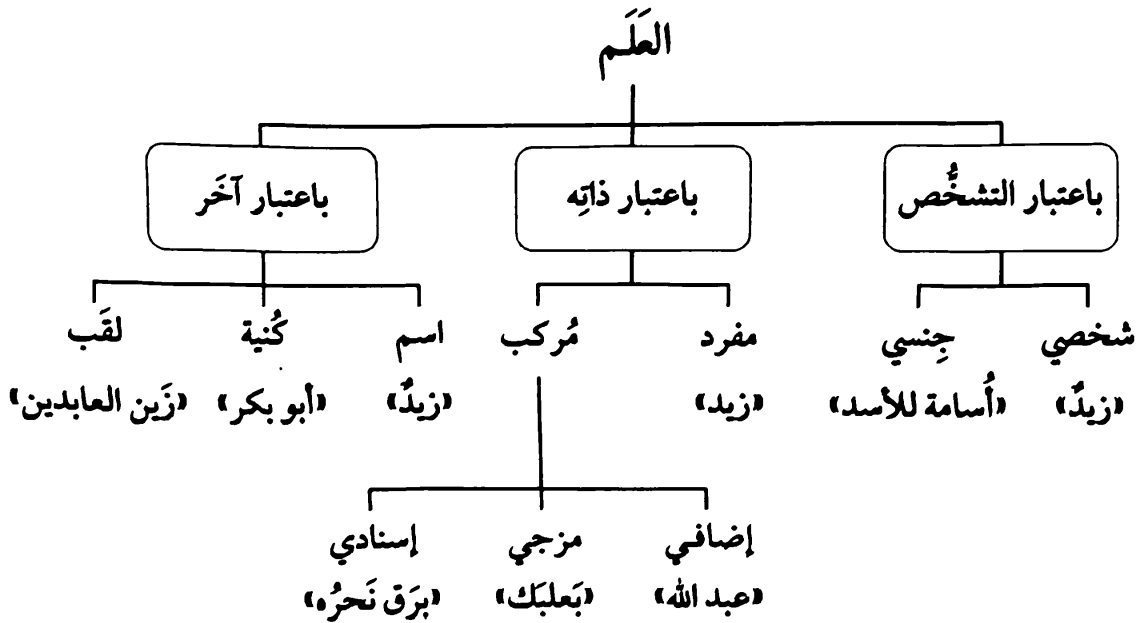 العَلَم
باعتبار التشخُّص
باعتبار ذاتِه
باعتبار آخَر
شخصي
جِنسي
مفرد
مُركب
اسم
كُنية
لقَب
«زيدٌ»
«أُسامة للأسد»
«زيد»
«زيدٌ»
«أبو بكر»
«زَين العابدين»
إضافي
مزجي
إسنادي
«عبد الله»
«بَعلبَك»
«برَق نَحرُه»